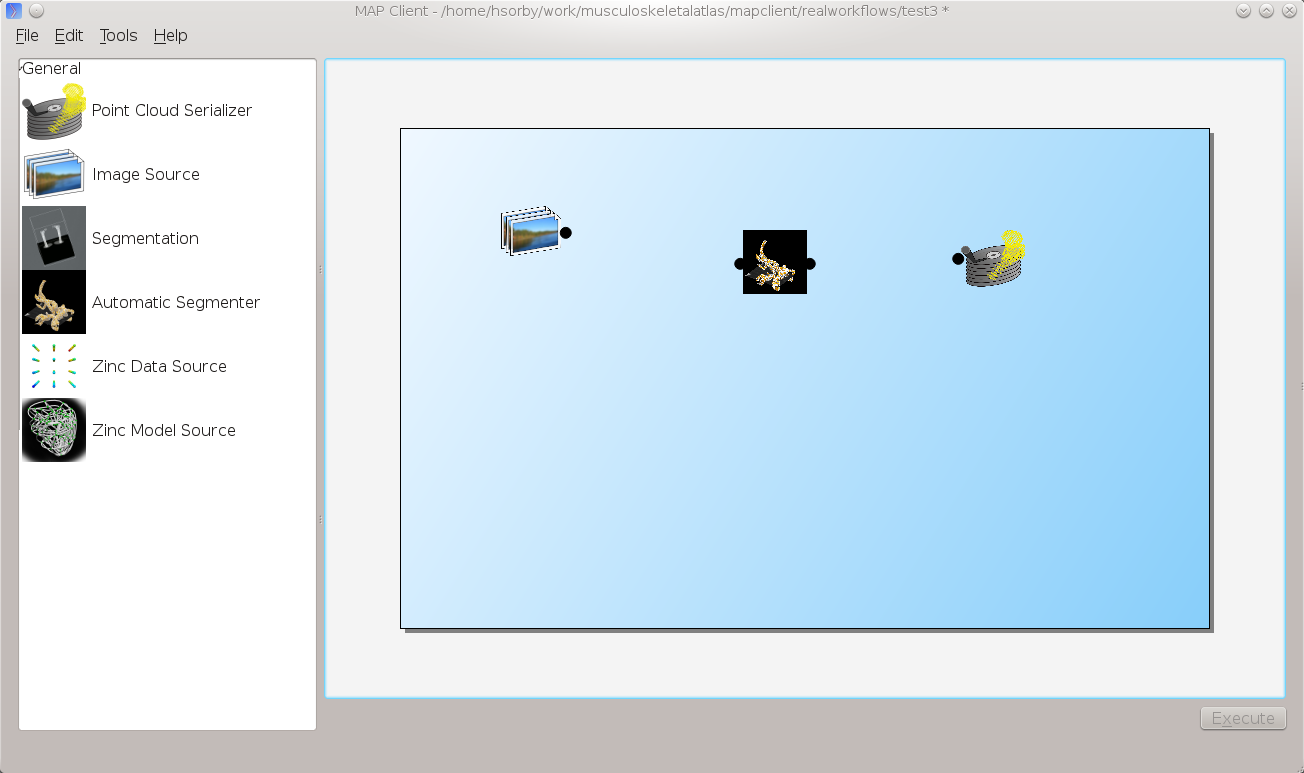 MAP Client - /home/hsorby/work/musculoskeletalatlas/mapclient/realworkflows/test3 *
File Edit Tools Help
General
Point Cloud Serializer
Image Source
Segmentation
Automatic Segmenter
Zinc Data Source
Zinc Model Source
Execute